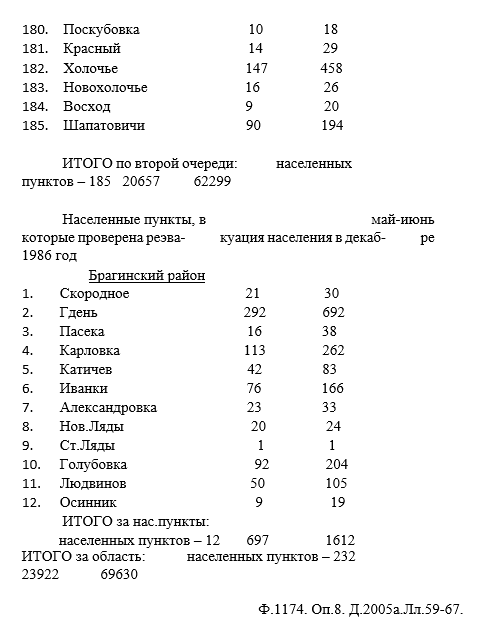 180. Поскубовка 10 18
181. Красный 14 29
182. Холочье 147 458
183. Новохолочье 16 26
184. Восход 9 20
185. Шапатовичи 90 194
ИТОГО по второй очереди: населенных
пунктов – 185 20657 62299
Населенные пункты, в май-июнь
которые проверена реэва- куация населения в декаб- ре
1986 год
Брагинский район
1. Скородное 21 30
2. Гдень 292 692
3. Пасека 16 38
4. Карловка 113 262
5. Катичев 42 83
6. Иванки 76 166
7. Александровка 23 33
8. Нов.Ляды 20 24
9. Ст.Ляды 1 1
10. Голубовка 92 204
11. Людвинов 50 105
12. Осинник 9 19
ИТОГО за нас.пункты:
населенных пунктов – 12 697 1612
ИТОГО за область: населенных пунктов – 232
23922 69630
Ф.1174. Оп.8. Д.2005а.Лл.59-67.